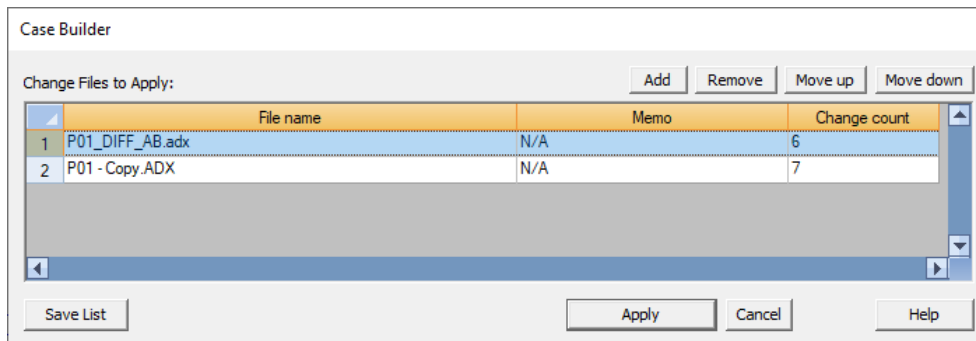 Case Builder
Change Files to Apply: Add Remove Move up Move down
File name Memo Change count
1 P01_DIFF_AB.adx N/A 6
2 P01 - Copy.ADX N/A 7
Save List Apply Cancel Help